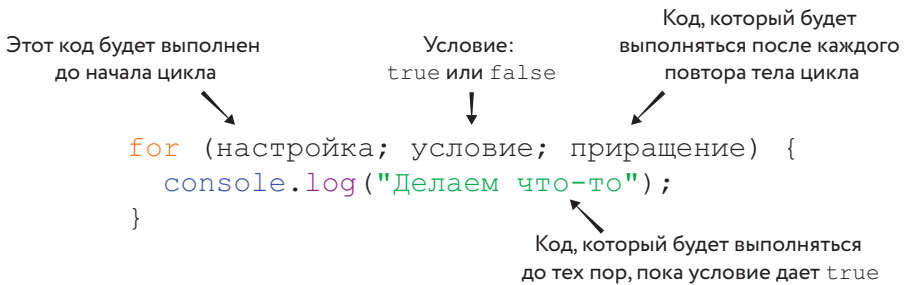 Этот код будет выполнен
до начала цикла
Условие:
true или false
Код, который будет
выполняться после каждого
повтора тела цикла
for (настройка; условие; приращение) {
console.log("Делаем что-то");
}
Код, который будет выполняться
до тех пор, пока условие дает true